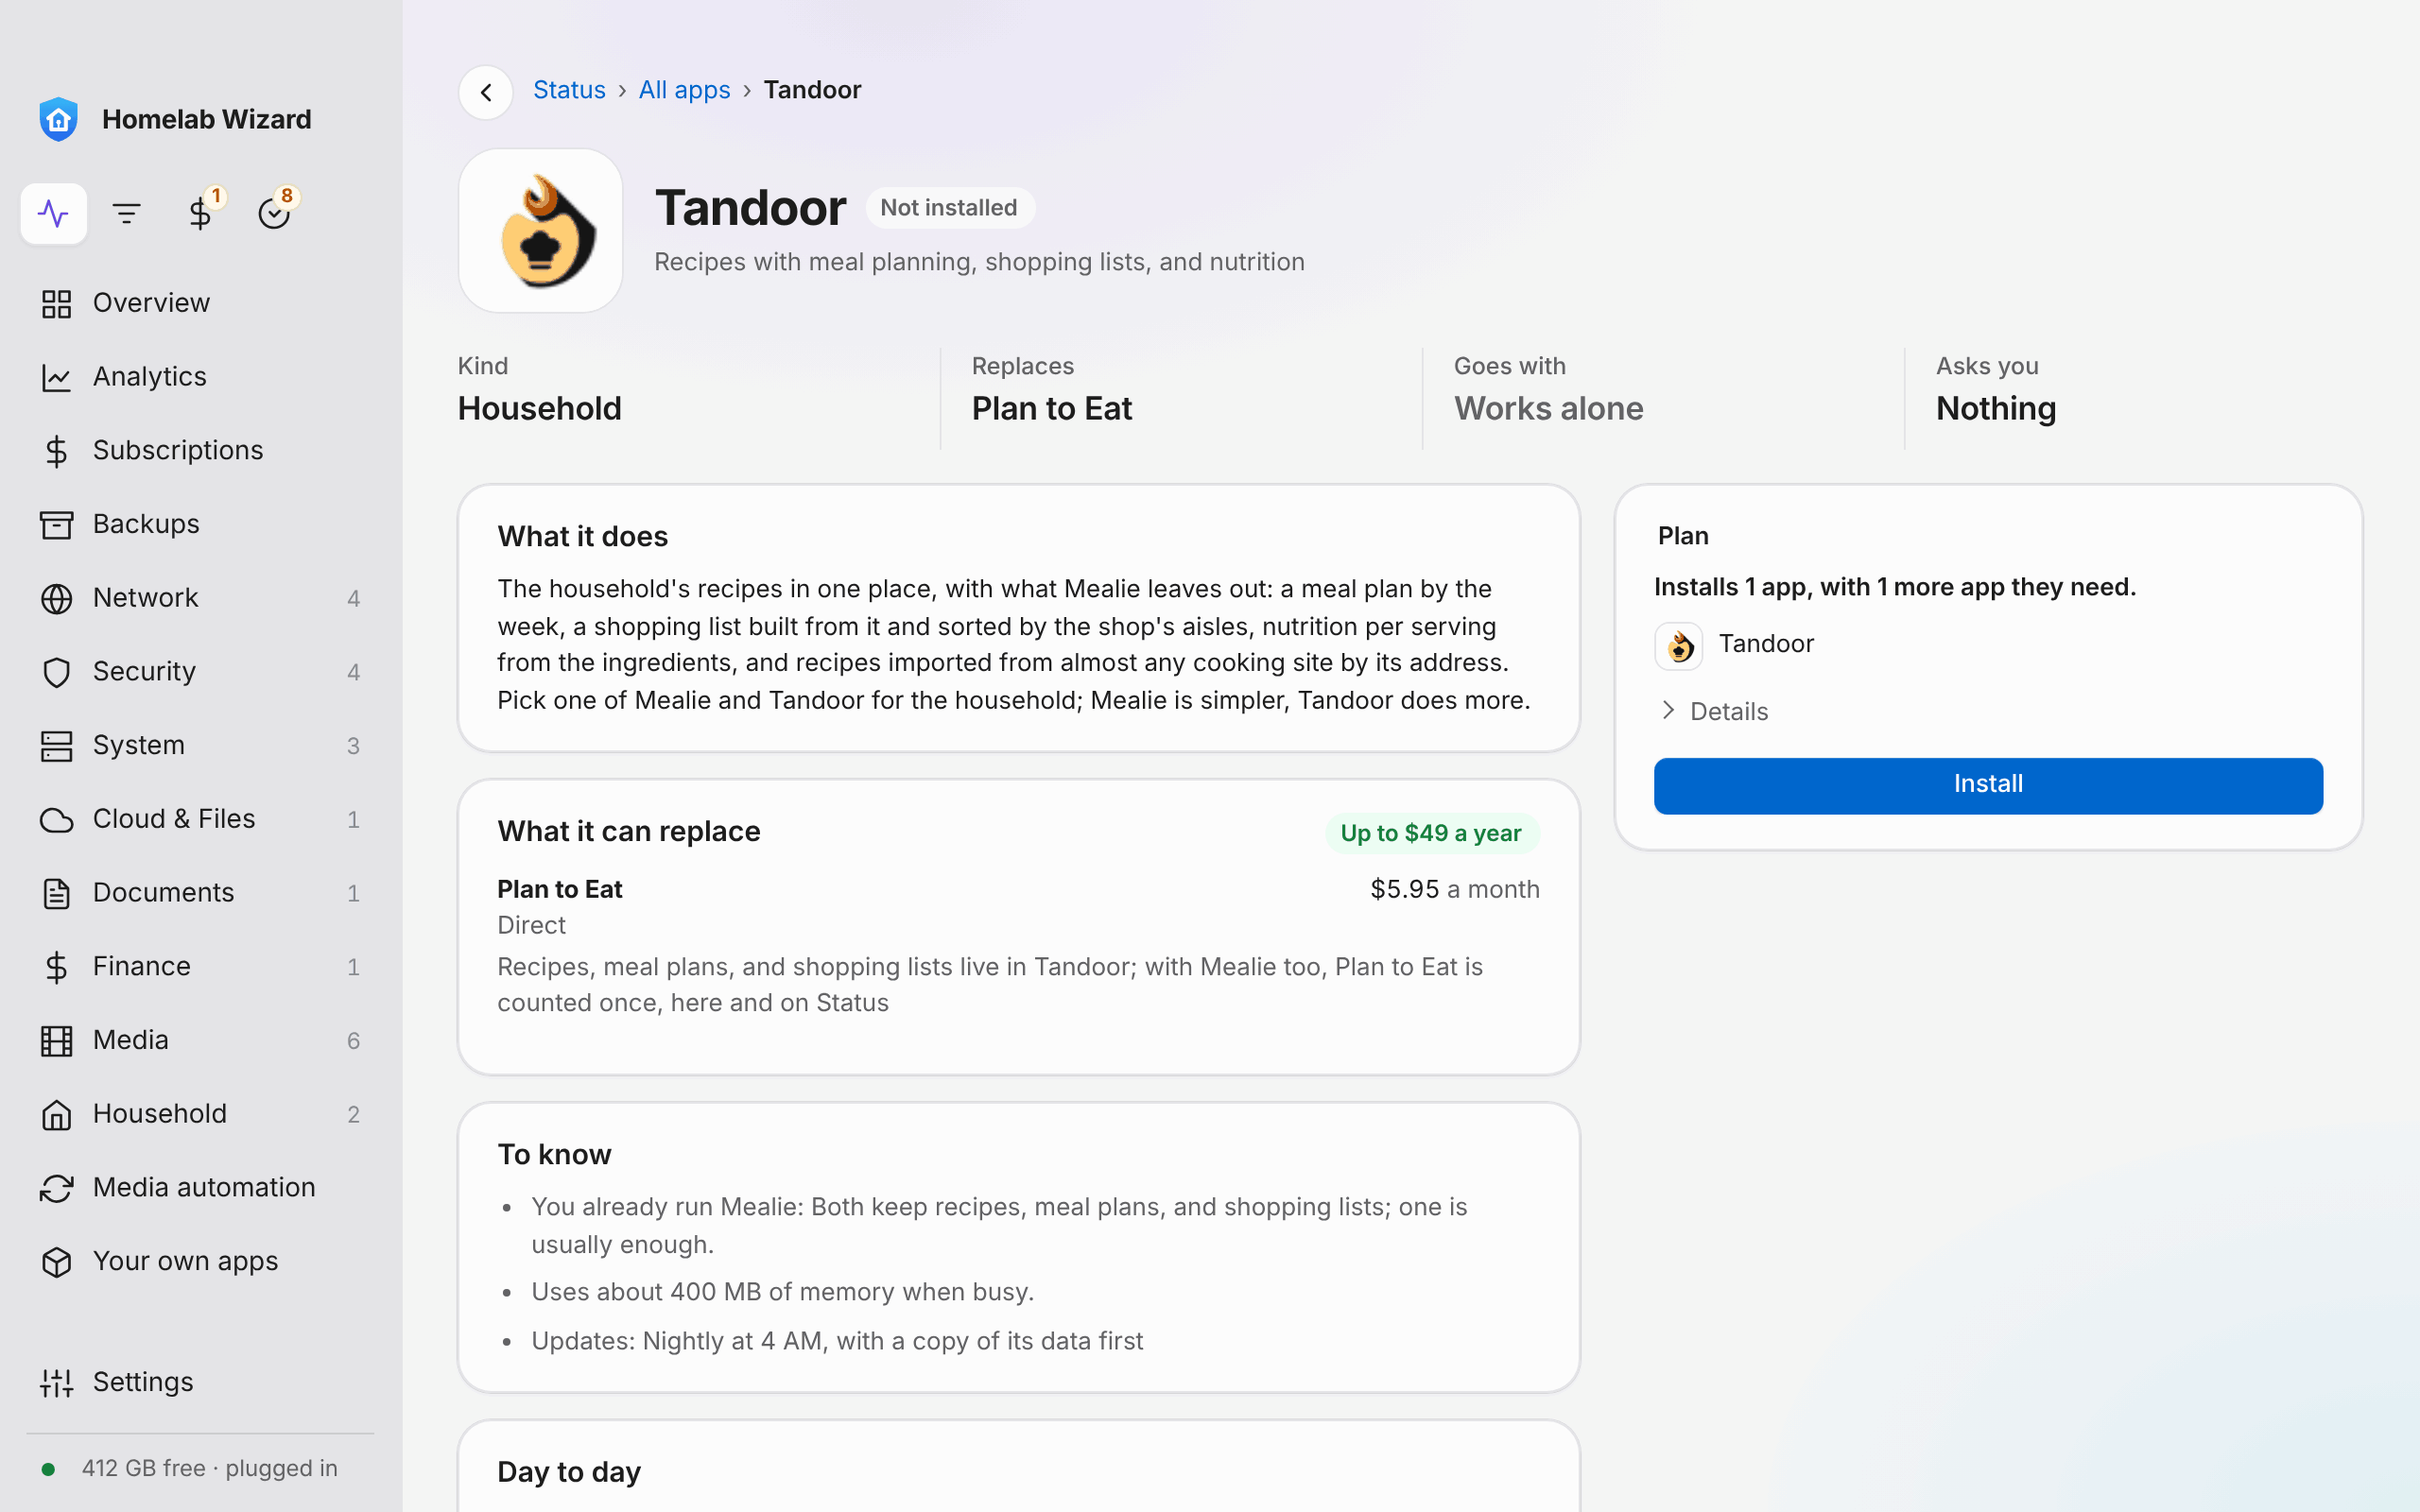 Homelab Wizard
1
8
Overview
Analytics
Subscriptions
Backups
Network 4
Security 4
System 3
Cloud & Files 1
Documents 1
Finance 1
Media 6
Household 2
Media automation
Your own apps
Settings
412 GB free · plugged in
Status › All apps › Tandoor
Tandoor Not installed
Recipes with meal planning, shopping lists, and nutrition
Kind
Household
Replaces
Plan to Eat
Goes with
Works alone
Asks you
Nothing
What it does
The household's recipes in one place, with what Mealie leaves out: a meal plan by the
week, a shopping list built from it and sorted by the shop's aisles, nutrition per serving
from the ingredients, and recipes imported from almost any cooking site by its address.
Pick one of Mealie and Tandoor for the household; Mealie is simpler, Tandoor does more.
What it can replace Up to $49 a year
Plan to Eat $5.95 a month
Direct
Recipes, meal plans, and shopping lists live in Tandoor; with Mealie too, Plan to Eat is
counted once, here and on Status
To know
• You already run Mealie: Both keep recipes, meal plans, and shopping lists; one is
usually enough.
• Uses about 400 MB of memory when busy.
• Updates: Nightly at 4 AM, with a copy of its data first
Day to day
Plan
Installs 1 app, with 1 more app they need.
Tandoor
Details
Install